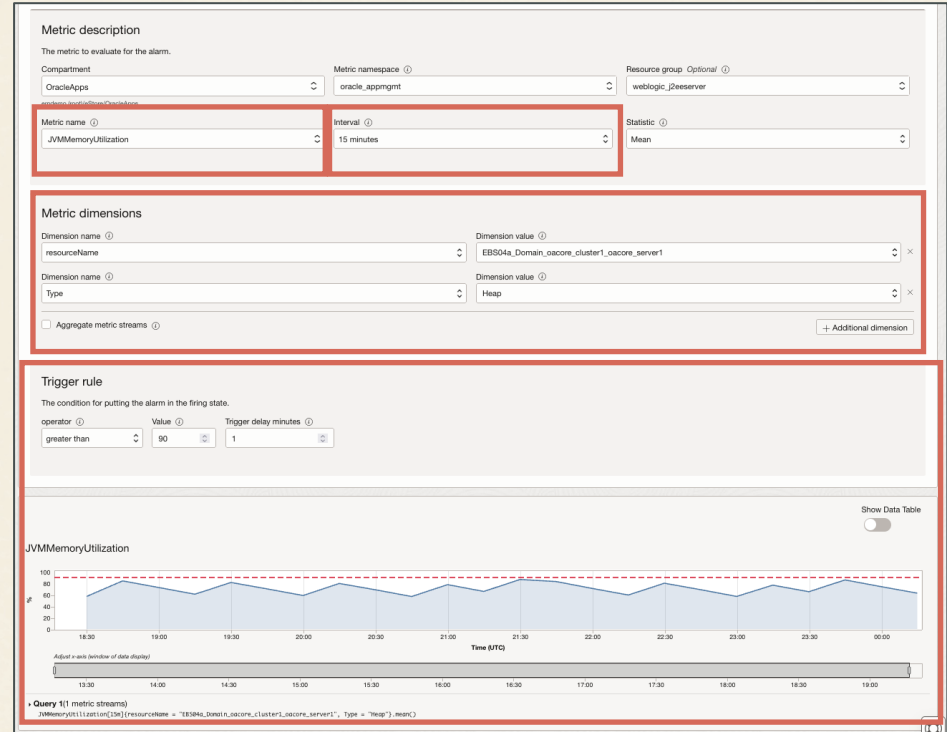 Metric description
The metric to evaluate for the alarm.
Compartment Metric namespace Resource group Optional
OracleApps oracle_appmgmt weblogic_j2eeserver
Metric name Interval Statistic
JVMMemoryUtilization 15 minutes Mean
Metric dimensions
Dimension name Dimension value
resourceName EBS04a_Domain_oacore_cluster1_oacore_server1 ×
Dimension name Dimension value
Type Heap ×
Aggregate metric streams + Additional dimension
Trigger rule
The condition for putting the alarm in the firing state.
operator Value Trigger delay minutes
greater than 90 1
Show Data Table
JVMMemoryUtilization
100
80
60
40
20
0
%
18:30 19:00 19:30 20:00 20:30 21:00 21:30 22:00 22:30 23:00 23:30 00:00
Time (UTC)
Adjust x-axis (window of data display)
13:30 14:00 14:30 15:00 15:30 16:00 16:30 17:00 17:30 18:00 18:30 19:00
Query 1(1 metric streams)
JVMMemoryUtilization[15m]{resourceName = "EBS04a_Domain_oacore_cluster1_oacore_server1", Type = "Heap"}.mean()